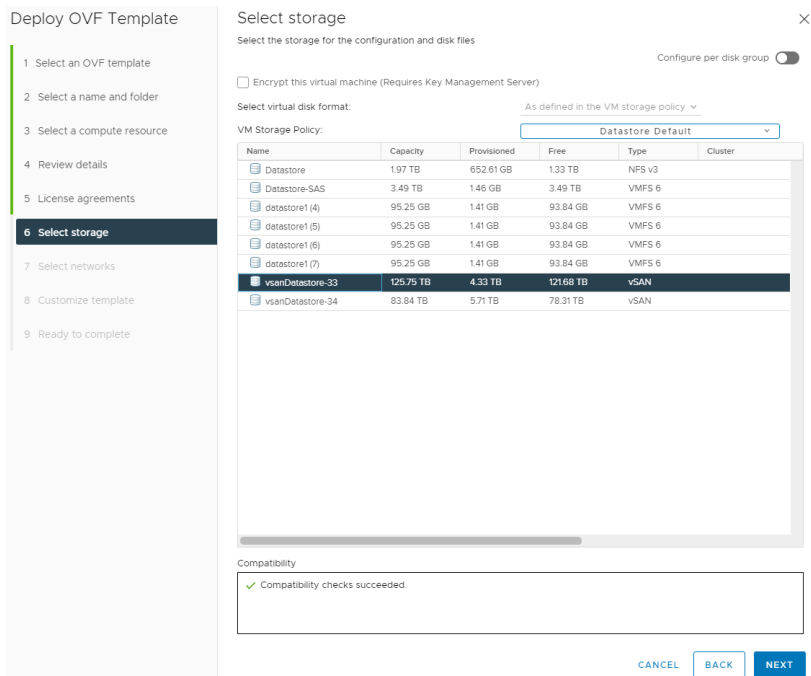 Deploy OVF Template
1 Select an OVF template
2 Select a name and folder
3 Select a compute resource
4 Review details
5 License agreements
6 Select storage
7 Select networks
8 Customize template
9 Ready to complete
Select storage
Select the storage for the configuration and disk files
Configure per disk group
Encrypt this virtual machine (Requires Key Management Server)
Select virtual disk format: As defined in the VM storage policy
VM Storage Policy: Datastore Default
Name Capacity Provisioned Free Type Cluster
Datastore 1.97 TB 652.61 GB 1.33 TB NFS v3
Datastore-SAS 3.49 TB 1.46 GB 3.49 TB VMFS 6
datastore1 (4) 95.25 GB 1.41 GB 93.84 GB VMFS 6
datastore1 (5) 95.25 GB 1.41 GB 93.84 GB VMFS 6
datastore1 (6) 95.25 GB 1.41 GB 93.84 GB VMFS 6
datastore1 (7) 95.25 GB 1.41 GB 93.84 GB VMFS 6
vsanDatastore-33 125.75 TB 4.33 TB 121.68 TB vSAN
vsanDatastore-34 83.84 TB 5.71 TB 78.31 TB vSAN
Compatibility
Compatibility checks succeeded.
CANCEL BACK NEXT